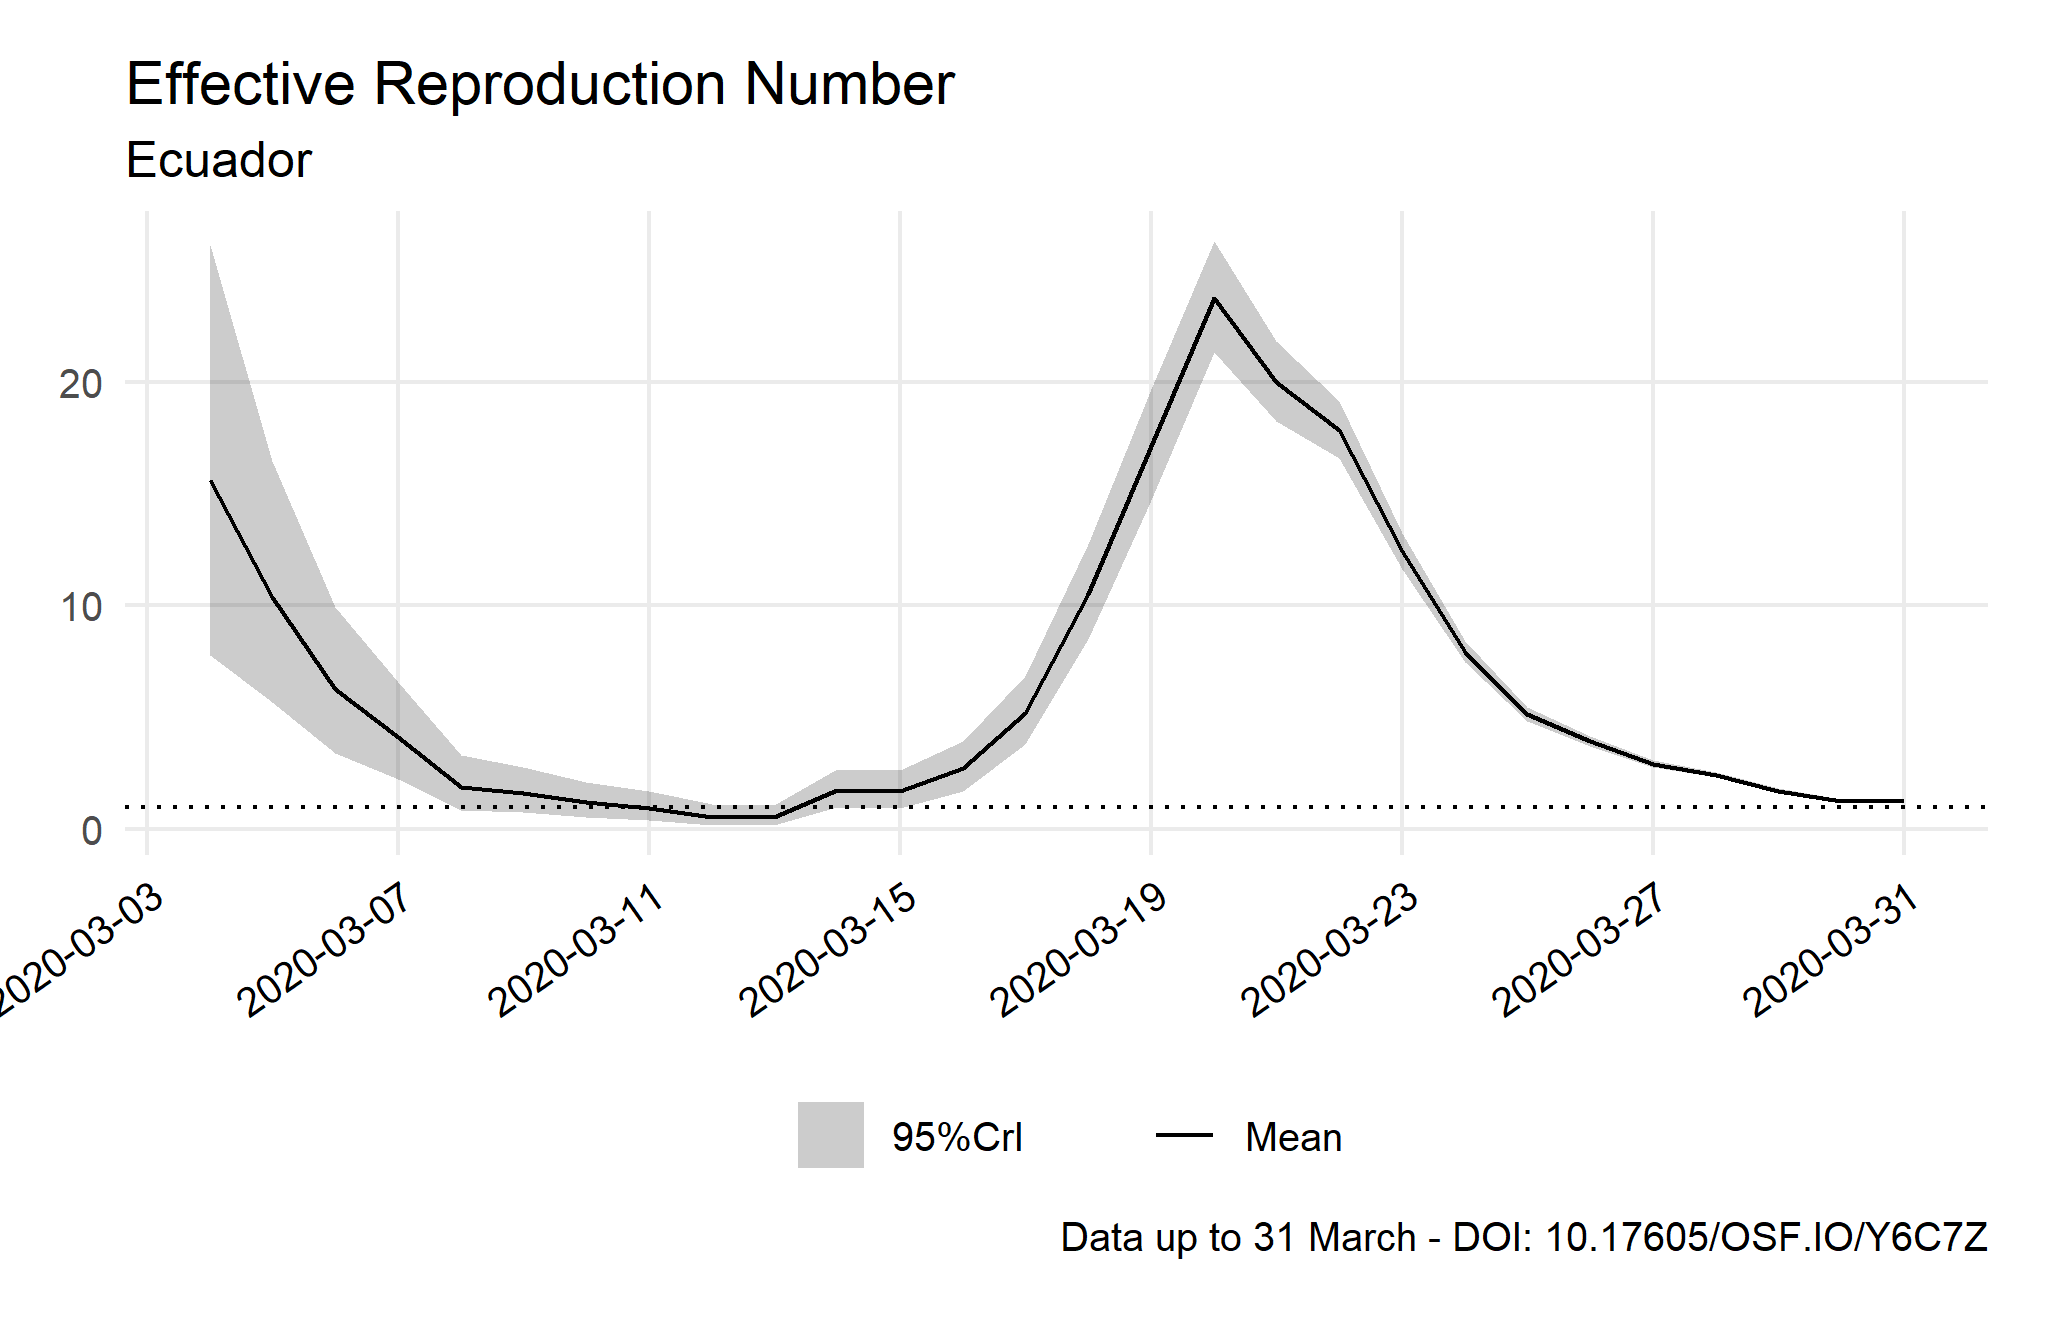 Effective Reproduction Number
Ecuador
20
10
0
2020-03-03
2020-03-07
2020-03-11
2020-03-15
2020-03-19
2020-03-23
2020-03-27
2020-03-31
95%CrI
Mean
Data up to 31 March - DOI: 10.17605/OSF.IO/Y6C7Z